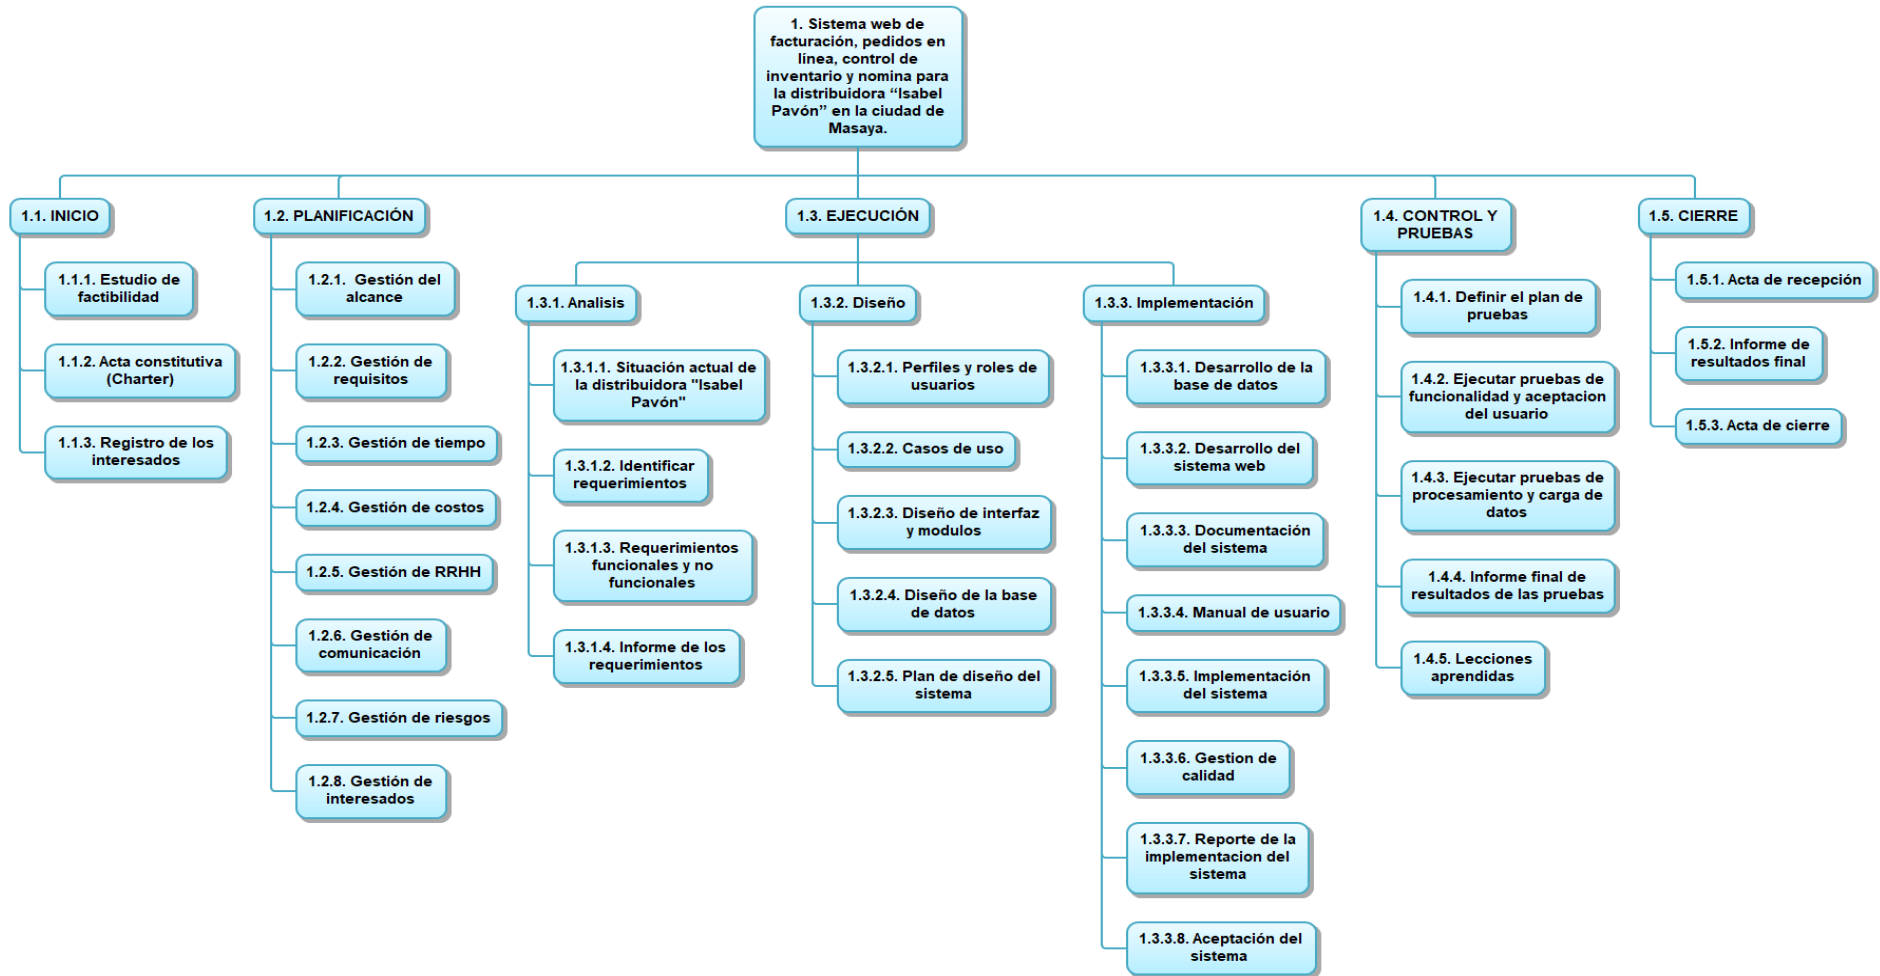 1. Sistema web de
facturación, pedidos en
línea, control de
inventario y nomina para
la distribuidora “Isabel
Pavón” en la ciudad de
Masaya.
1.1. INICIO
1.1.1. Estudio de
factibilidad
1.1.2. Acta constitutiva
(Charter)
1.1.3. Registro de los
interesados
1.2. PLANIFICACIÓN
1.2.1. Gestión del
alcance
1.2.2. Gestión de
requisitos
1.2.3. Gestión de tiempo
1.2.4. Gestión de costos
1.2.5. Gestión de RRHH
1.2.6. Gestión de
comunicación
1.2.7. Gestión de riesgos
1.2.8. Gestión de
interesados
1.3. EJECUCIÓN
1.3.1. Analisis
1.3.1.1. Situación actual de
la distribuidora "Isabel
Pavón"
1.3.1.2. Identificar
requerimientos
1.3.1.3. Requerimientos
funcionales y no
funcionales
1.3.1.4. Informe de los
requerimientos
1.3.2. Diseño
1.3.2.1. Perfiles y roles de
usuarios
1.3.2.2. Casos de uso
1.3.2.3. Diseño de interfaz
y modulos
1.3.2.4. Diseño de la base
de datos
1.3.2.5. Plan de diseño del
sistema
1.3.3. Implementación
1.3.3.1. Desarrollo de la
base de datos
1.3.3.2. Desarrollo del
sistema web
1.3.3.3. Documentación
del sistema
1.3.3.4. Manual de usuario
1.3.3.5. Implementación
del sistema
1.3.3.6. Gestion de
calidad
1.3.3.7. Reporte de la
implementacion del
sistema
1.3.3.8. Aceptación del
sistema
1.4. CONTROL Y
PRUEBAS
1.4.1. Definir el plan de
pruebas
1.4.2. Ejecutar pruebas de
funcionalidad y aceptacion
del usuario
1.4.3. Ejecutar pruebas de
procesamiento y carga de
datos
1.4.4. Informe final de
resultados de las pruebas
1.4.5. Lecciones
aprendidas
1.5. CIERRE
1.5.1. Acta de recepción
1.5.2. Informe de
resultados final
1.5.3. Acta de cierre